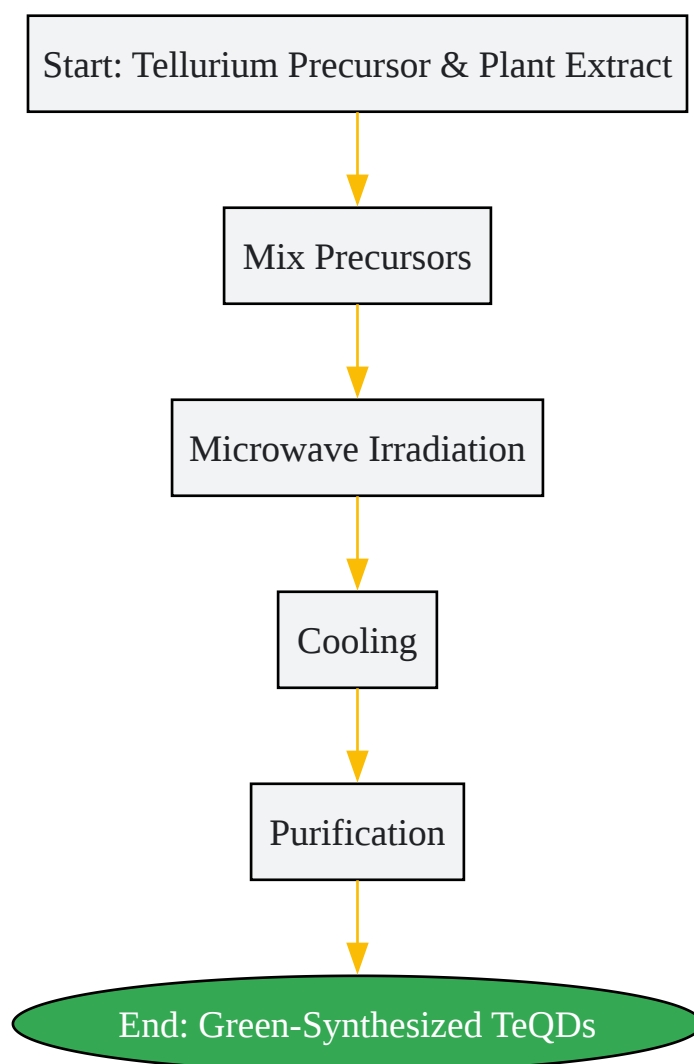 Start: Tellurium Precursor & Plant Extract
Mix Precursors
Microwave Irradiation
Cooling
Purification
End: Green-Synthesized TeQDs